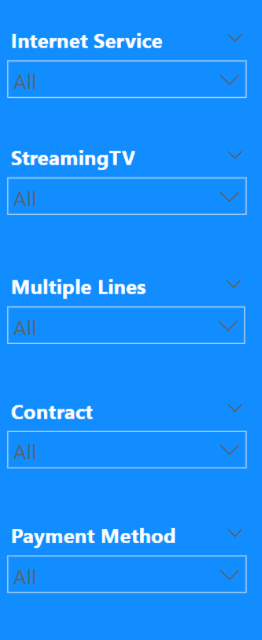 Internet Service
All
StreamingTV
All
Multiple Lines
All
Contract
All
Payment Method
All